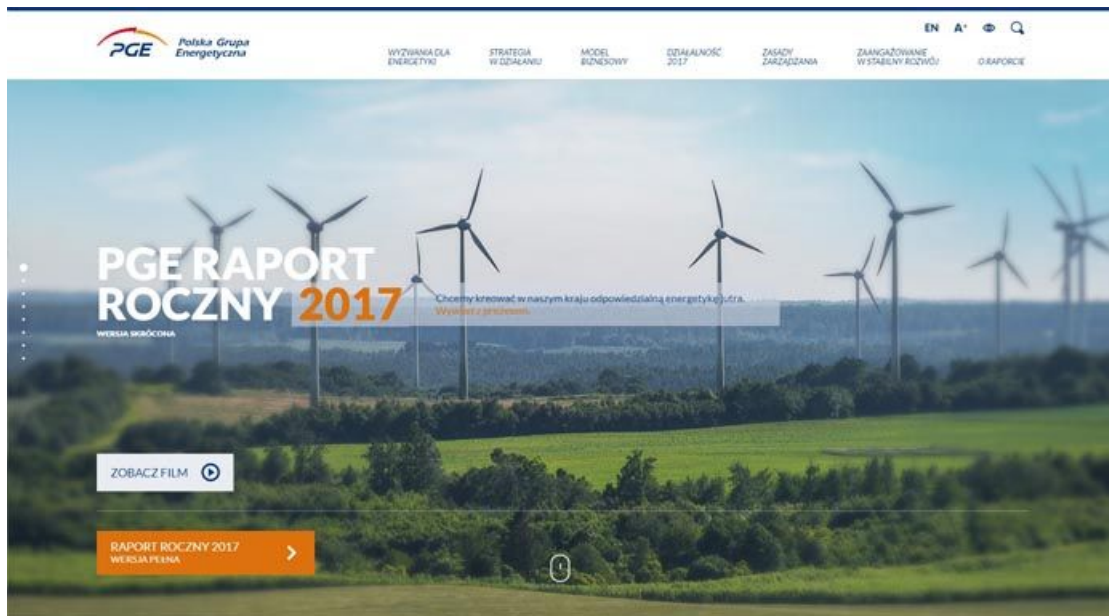 EN A+
PGE Polska Grupa
Energetyczna
WYZWANIA DLA
ENERGETYKI
STRATEGIA
W DZIAŁANIU
MODEL
BIZNESOWY
DZIAŁALNOŚĆ
2017
ZASADY
ZARZĄDZANIA
ZAANGAŻOWANIE
W STABILNY ROZWÓJ
O RAPORCIE
PGE RAPORT
ROCZNY 2017
WERSJA SKRÓCONA
Chcemy kreować w naszym kraju odpowiedzialną energetykę jutra.
Wywiad z prezesem.
ZOBACZ FILM
RAPORT ROCZNY 2017
WERSJA PEŁNA